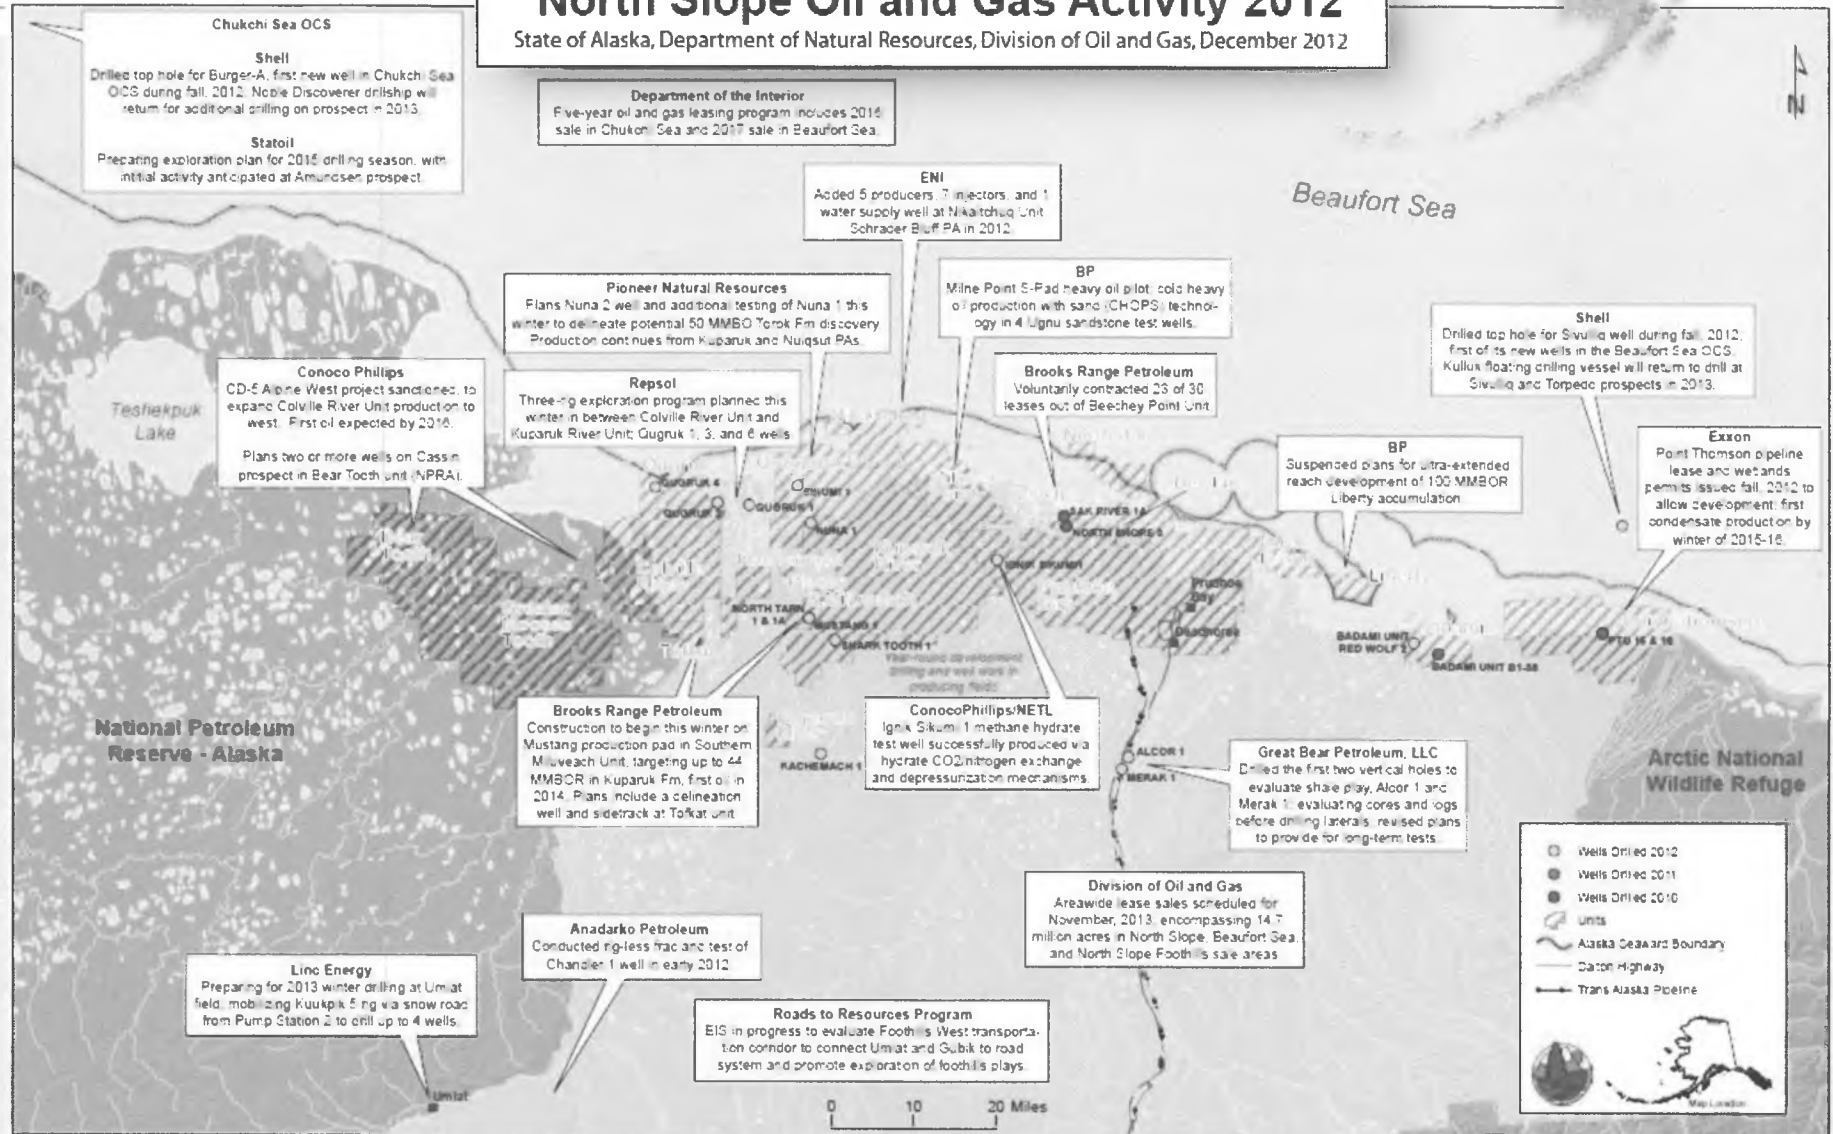 North Slope Oil and Gas Activity 2012
State of Alaska, Department of Natural Resources, Division of Oil and Gas, December 2012
Chukchi Sea OCS
Shell
Drilled top hole for Burger-A, first new well in Chukchi Sea
OCS during fall, 2012. Noble Discoverer drillship will
return for additional drilling on prospect in 2013.
Statoil
Preparing exploration plan for 2015 drilling season, with
intitial activity anticipated at Amundsen prospect.
Department of the Interior
Five-year oil and gas leasing program includes 2016
sale in Chukchi Sea and 2017 sale in Beaufort Sea.
ENI
Added 5 producers, 7 injectors, and 1
water supply well at Nikaitchuq Unit
Schrader Bluff PA in 2012.
Beaufort Sea
N
Pioneer Natural Resources
Plans Nuna 2 well and additional testing of Nuna 1 this
winter to delineate potential 50 MMBO Torok Fm discovery.
Production continues from Kuparuk and Nuiqsut PAs.
BP
Milne Point S-Pad heavy oil pilot: cold heavy
oil production with sand (CHOPS) technol-
ogy in 4 Ugnu sandstone test wells.
Shell
Drilled top hole for Sivulliq well during fall, 2012,
first of its new wells in the Beaufort Sea OCS.
Kulluk floating drilling vessel will return to drill at
Sivulliq and Torpedo prospects in 2013.
Conoco Phillips
CD-5 Alpine West project sanctioned, to
expand Colville River Unit production to
west. First oil expected by 2016.
Plans two or more wells on Cassin
prospect in Bear Tooth unit (NPRA).
Repsol
Three-rig exploration program planned this
winter in between Colville River Unit and
Kuparuk River Unit; Qugruk 1, 3, and 6 wells.
Brooks Range Petroleum
Voluntarily contracted 23 of 30
leases out of Beechey Point Unit.
BP
Suspended plans for ultra-extended
reach development of 100 MMBOR
Liberty accumulation.
Exxon
Point Thomson pipeline
lease and wetlands
permits issued fall, 2012 to
allow development; first
condensate production by
winter of 2015-16.
Teshekpuk
Lake
QUGRUK 4
QUGRUK
QUGRUK 1
NUNA 1
SAK RIVER 1A
NORTH SHORE 3
IGNIK SIKUMI
Prudhoe
Bay
Deadhorse
NORTH TARN
1 & 1A
MUSTANG 1
SHARK TOOTH 1
Year-round development
drilling and well work in
producing fields
BADAMI UNIT
RED WOLF 2
BADAMI UNIT B1-38
PTU 15 & 16
National Petroleum
Reserve - Alaska
Brooks Range Petroleum
Construction to begin this winter on
Mustang production pad in Southern
Miluveach Unit, targeting up to 44
MMBOR in Kuparuk Fm, first oil in
2014. Plans include a delineation
well and sidetrack at Tofkat unit.
KACHEMACH 1
ConocoPhillips/NETL
Ignik Sikumi 1 methane hydrate
test well successfully produced via
hydrate CO2/nitrogen exchange
and depressurization mechanisms.
ALCOR 1
MERAK 1
Great Bear Petroleum, LLC
Drilled the first two vertical holes to
evaluate shale play, Alcor 1 and
Merak 1; evaluating cores and logs
before drilling laterals; revised plans
to provide for long-term tests.
Arctic National
Wildlife Refuge
Division of Oil and Gas
Areawide lease sales scheduled for
November, 2013, encompassing 14.7
million acres in North Slope, Beaufort Sea,
and North Slope Foothills sale areas
Anadarko Petroleum
Conducted rig-less frac and test of
Chandler 1 well in early 2012
Linc Energy
Preparing for 2013 winter drilling at Umiat
field, mobilizing Kuukpik 5 rig via snow road
from Pump Station 2 to drill up to 4 wells.
Roads to Resources Program
EIS in progress to evaluate Foothills West transporta-
tion corridor to connect Umiat and Gubik to road
system and promote exploration of foothills plays.
Umiat
0 10 20 Miles
Wells Drilled 2012
Wells Drilled 2011
Wells Drilled 2010
Units
Alaska Seaward Boundary
Dalton Highway
Trans Alaska Pipeline
Map Location